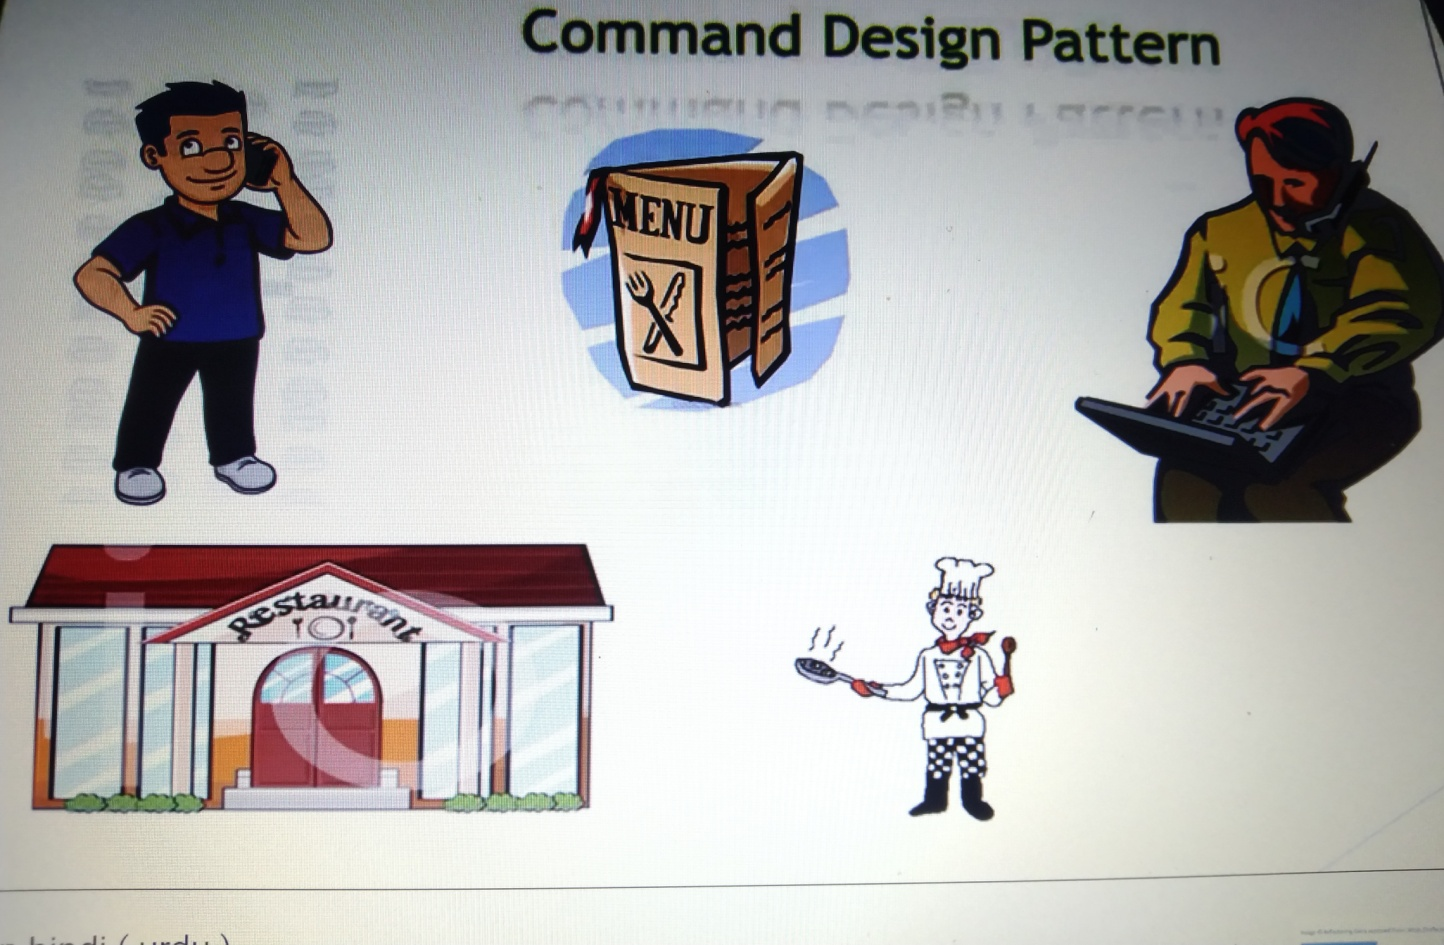 Command Design Pattern
MENU
Restaurant
hindi ( urdu )